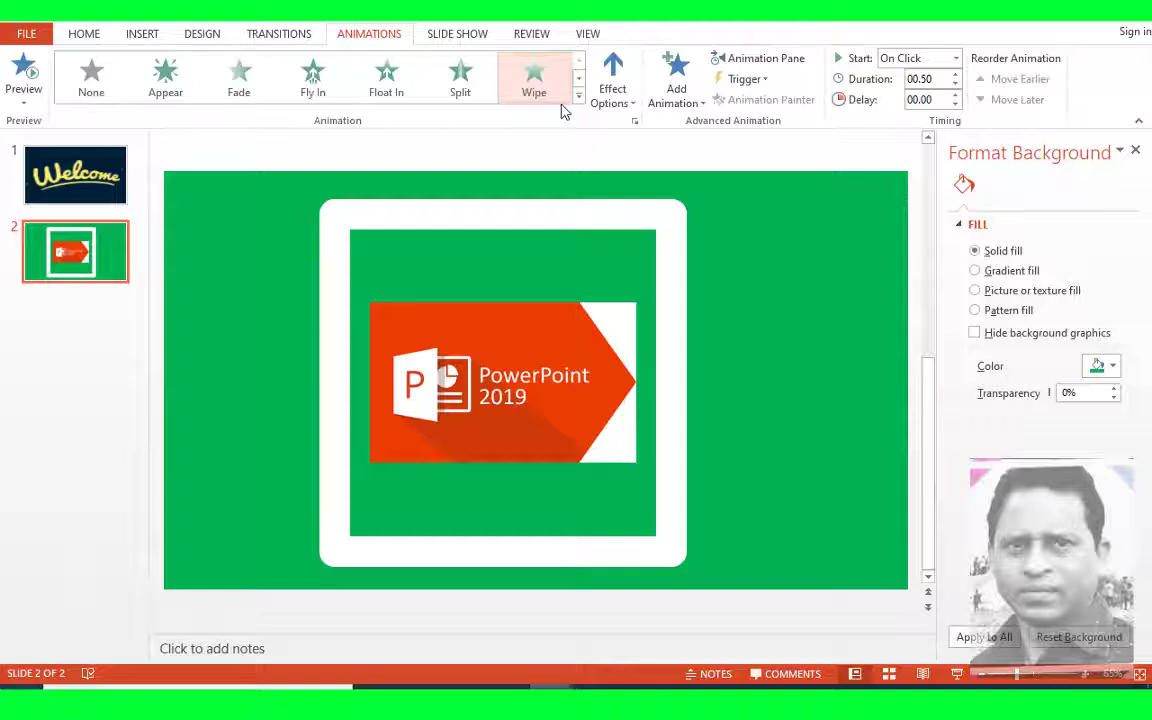 FILE HOME INSERT DESIGN TRANSITIONS ANIMATIONS SLIDE SHOW REVIEW VIEW Sign in
Preview None Appear Fade Fly In Float In Split Wipe Effect Options Add Animation Animation Pane Trigger Animation Painter Start: On Click Duration: 00.50 Delay: 00.00 Reorder Animation Move Earlier Move Later
Preview Animation Advanced Animation Timing
1
Welcome
2
P PowerPoint
2019
Format Background
FILL
Solid fill
Gradient fill
Picture or texture fill
Pattern fill
Hide background graphics
Color
Transparency 0%
Apply to All Reset Background
Click to add notes
SLIDE 2 OF 2 NOTES COMMENTS 65%